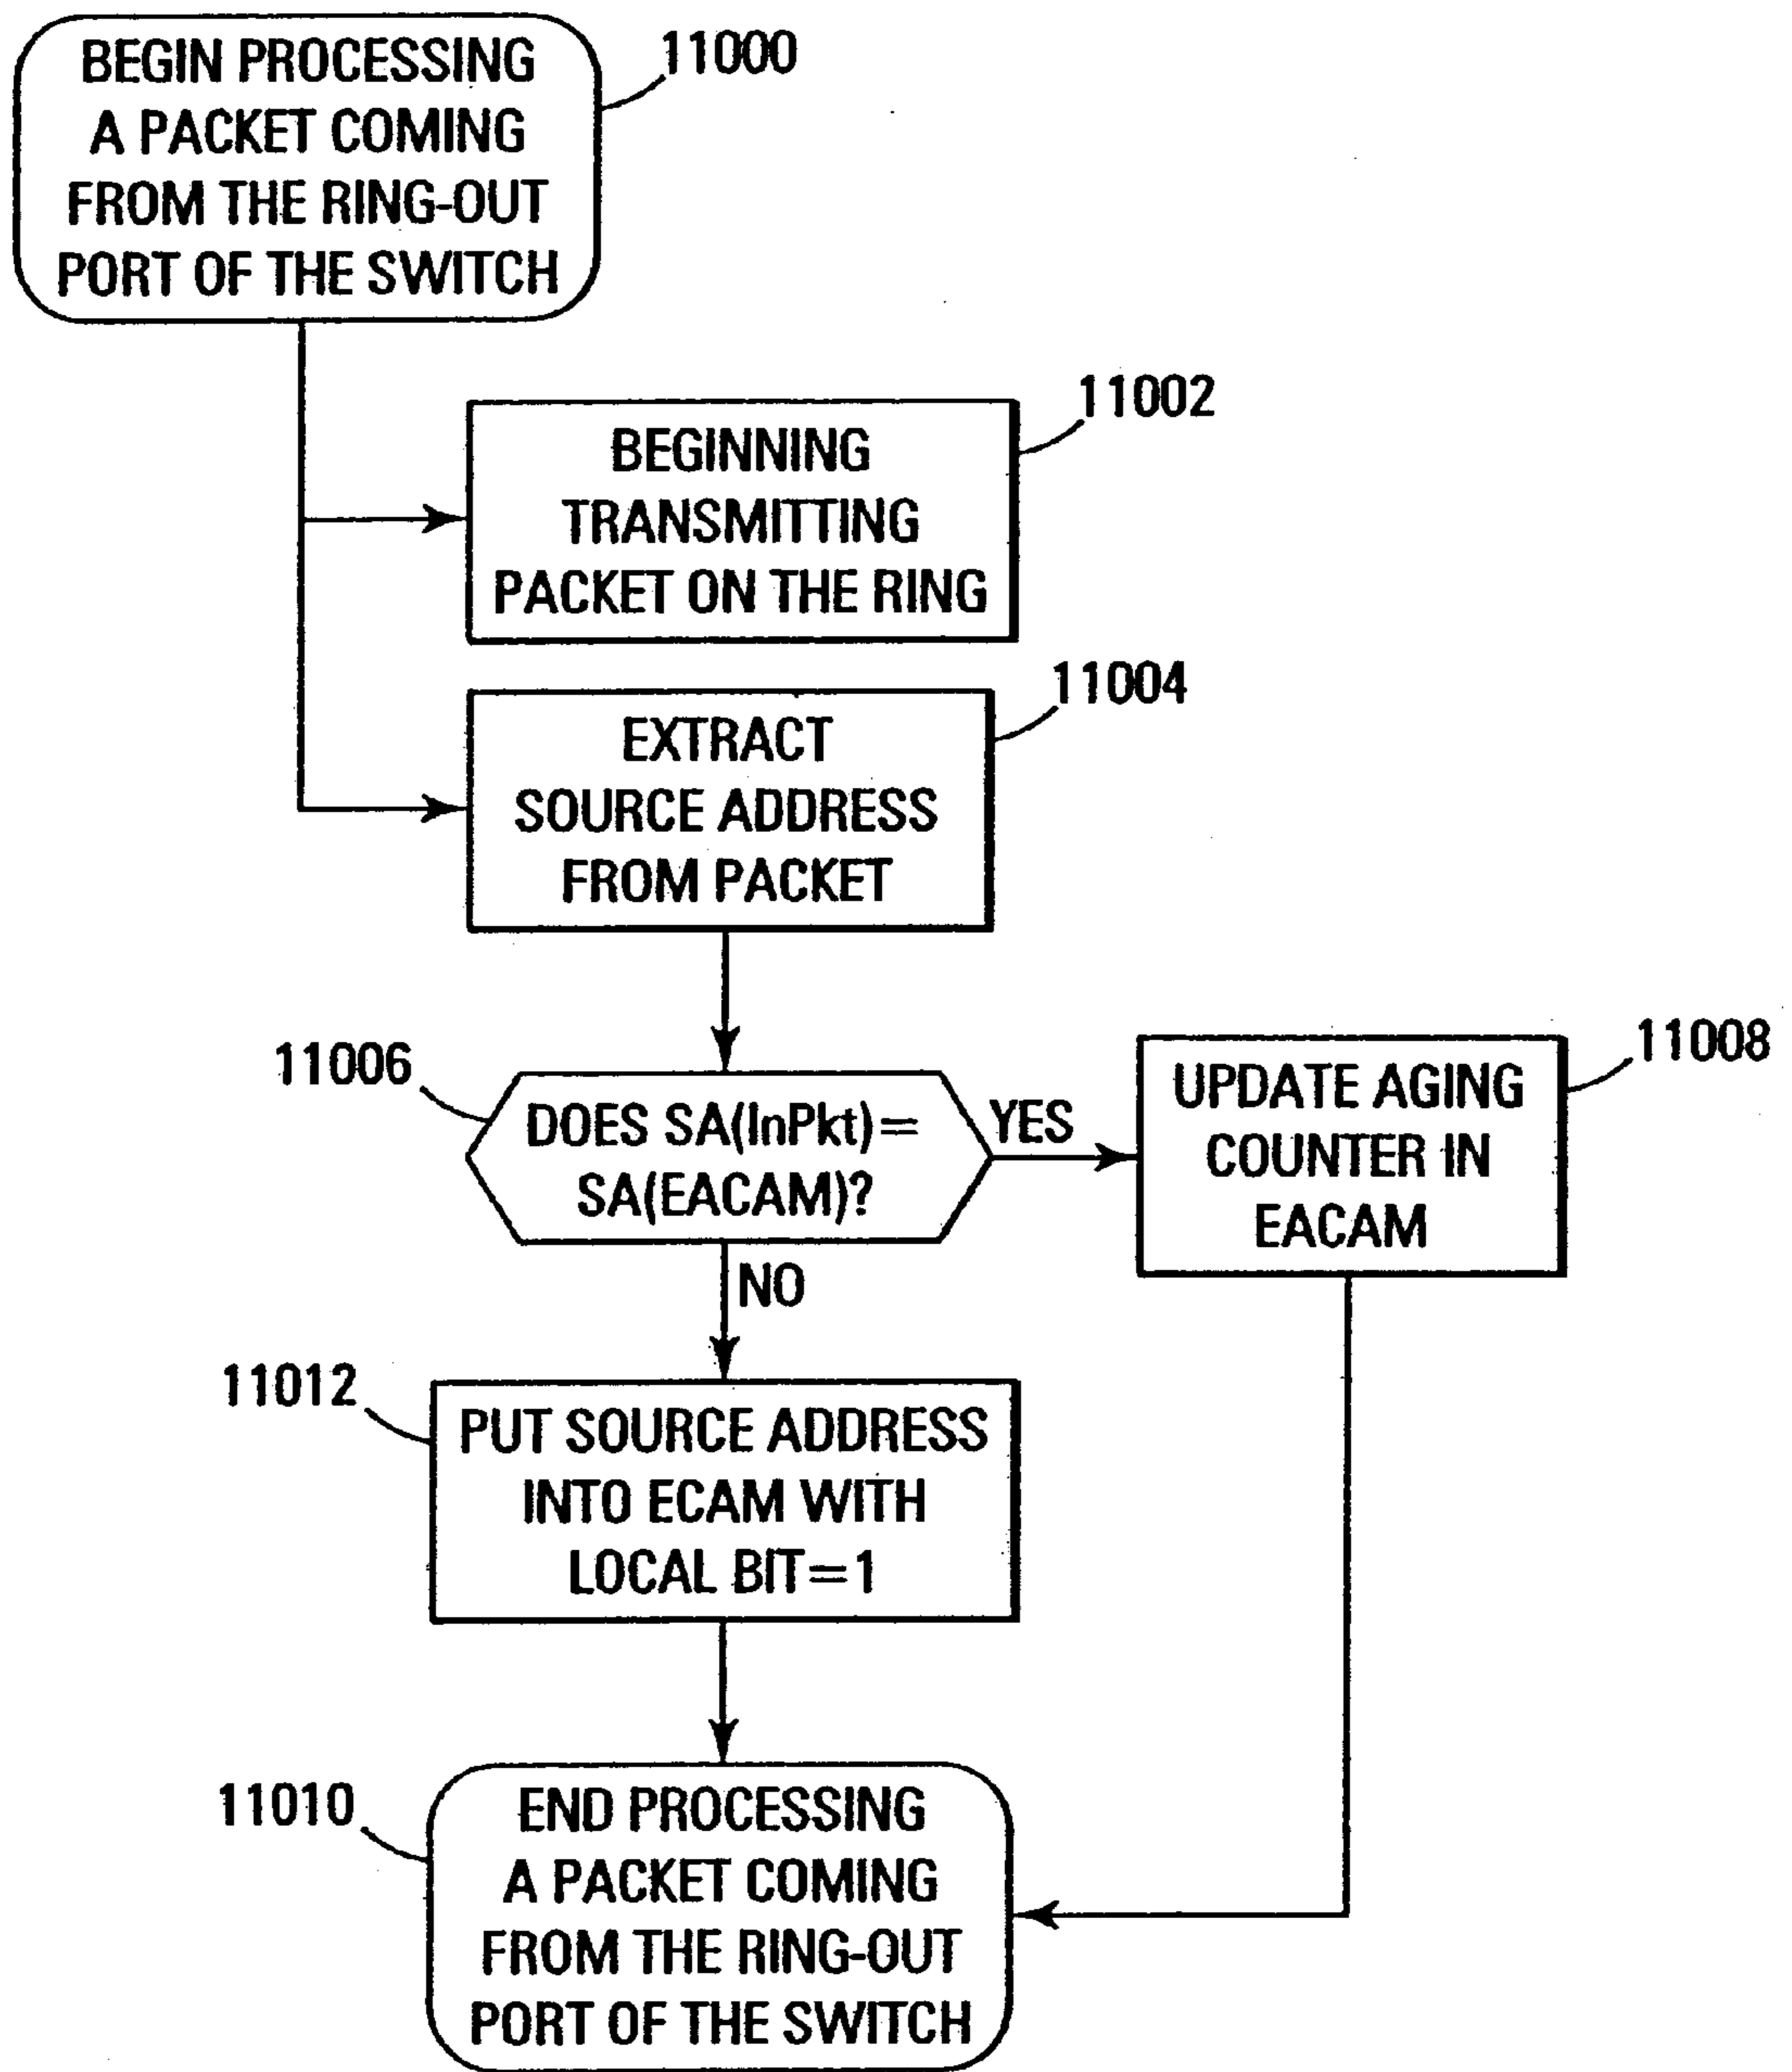 BEGIN PROCESSING
A PACKET COMING
FROM THE RING-OUT
PORT OF THE SWITCH
11000
11002
BEGINNING
TRANSMITTING
PACKET ON THE RING
11004
EXTRACT
SOURCE ADDRESS
FROM PACKET
11006
DOES SA(InPkt)=
SA(EACAM)?
YES
11008
UPDATE AGING
COUNTER IN
EACAM
NO
11012
PUT SOURCE ADDRESS
INTO ECAM WITH
LOCAL BIT=1
11010
END PROCESSING
A PACKET COMING
FROM THE RING-OUT
PORT OF THE SWITCH